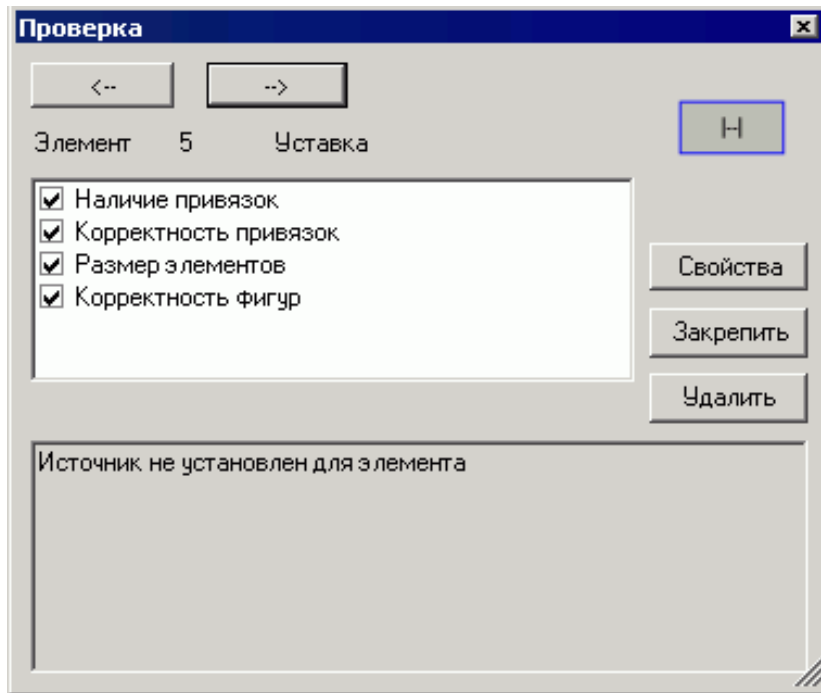 Проверка
<-- -->
Элемент 5 Уставка
|-|
Наличие привязок
Корректность привязок
Размер элементов
Корректность фигур
Свойства
Закрепить
Удалить
Источник не установлен для элемента